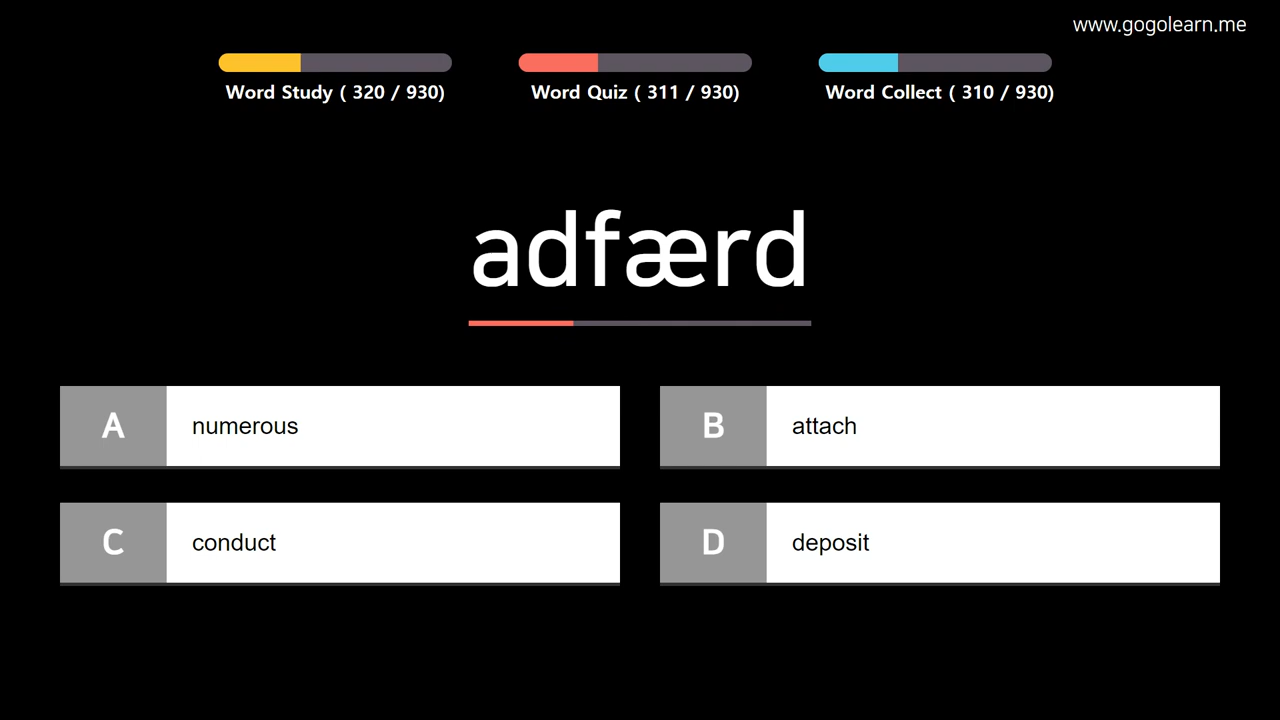 www.gogolearn.me
Word Study ( 320 / 930)
Word Quiz ( 311 / 930)
Word Collect ( 310 / 930)
adfærd
A numerous
B attach
C conduct
D deposit